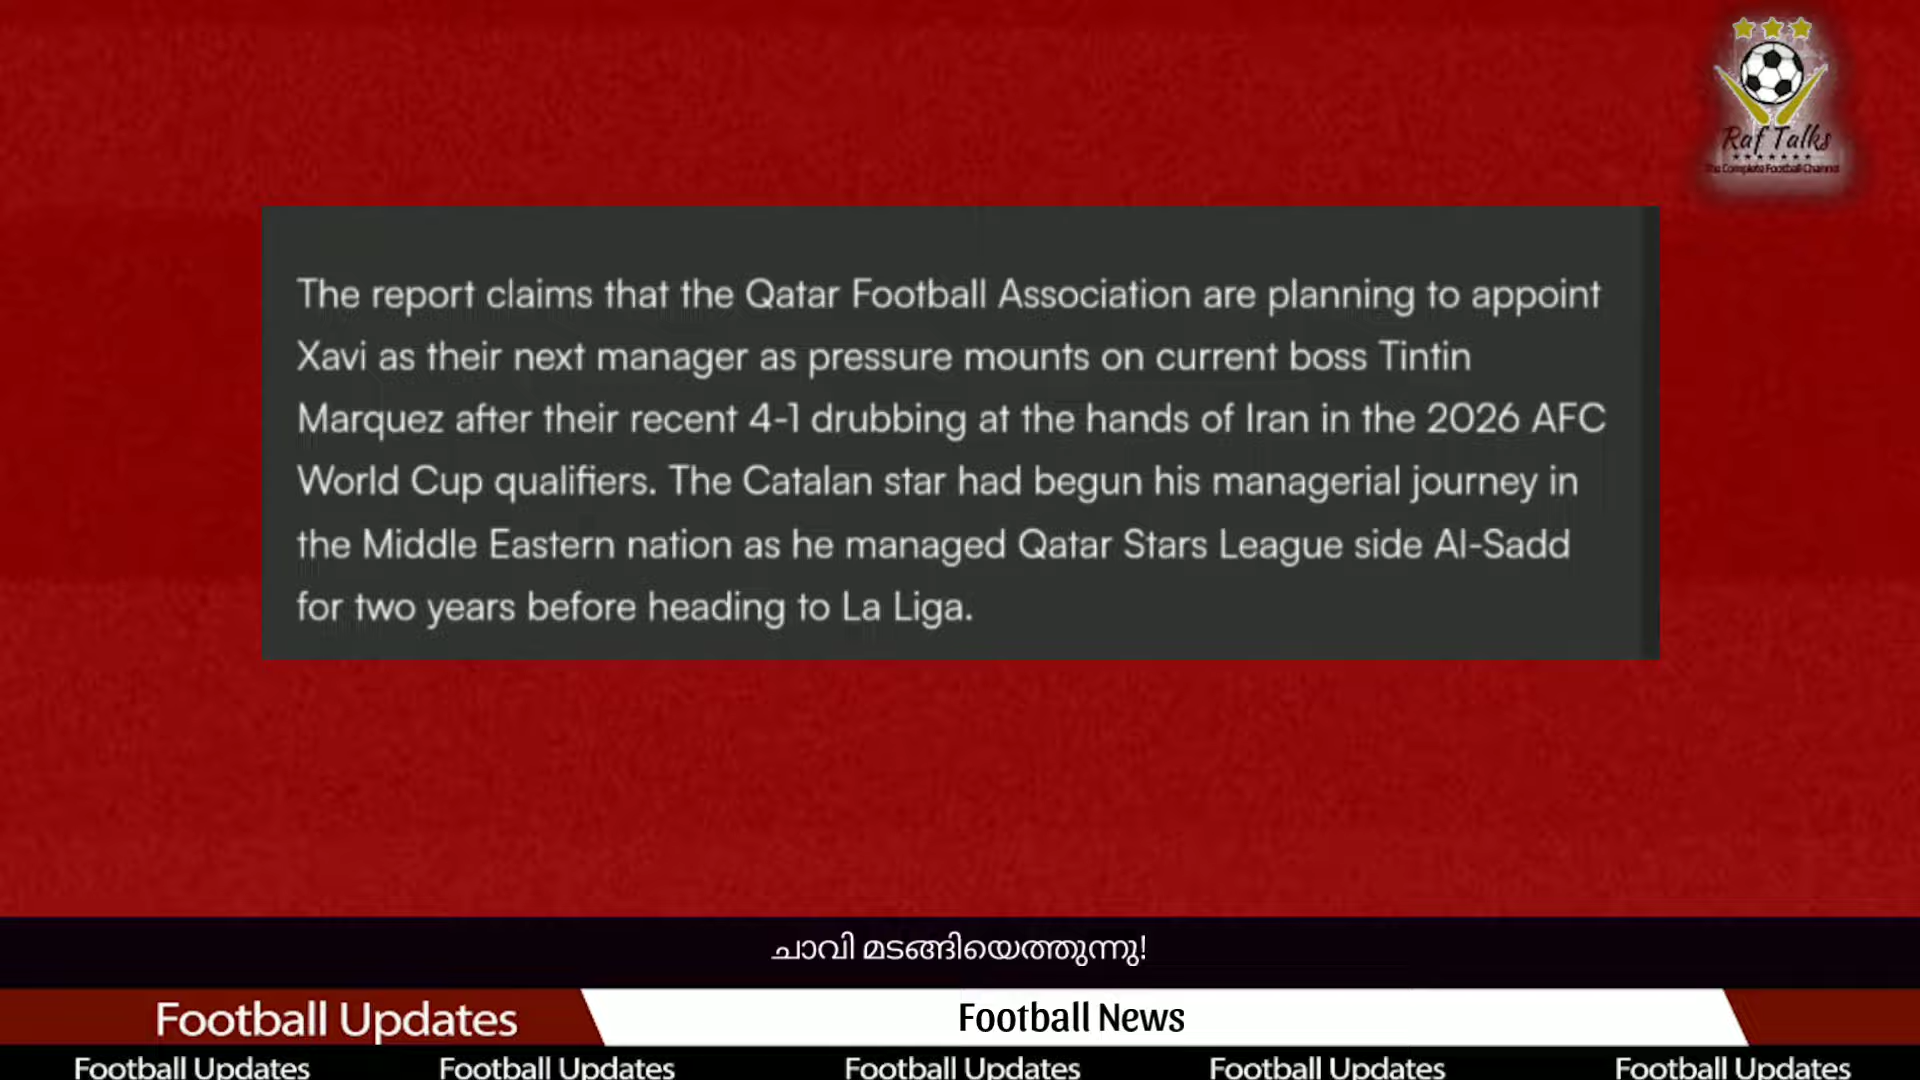 Raf Talks
The Complete Football Channel
The report claims that the Qatar Football Association are planning to appoint
Xavi as their next manager as pressure mounts on current boss Tintin
Marquez after their recent 4-1 drubbing at the hands of Iran in the 2026 AFC
World Cup qualifiers. The Catalan star had begun his managerial journey in
the Middle Eastern nation as he managed Qatar Stars League side Al-Sadd
for two years before heading to La Liga.
ചാവി മടങ്ങിയെത്തുന്നു!
Football Updates
Football News
Football Updates Football Updates Football Updates Football Updates Football Updates